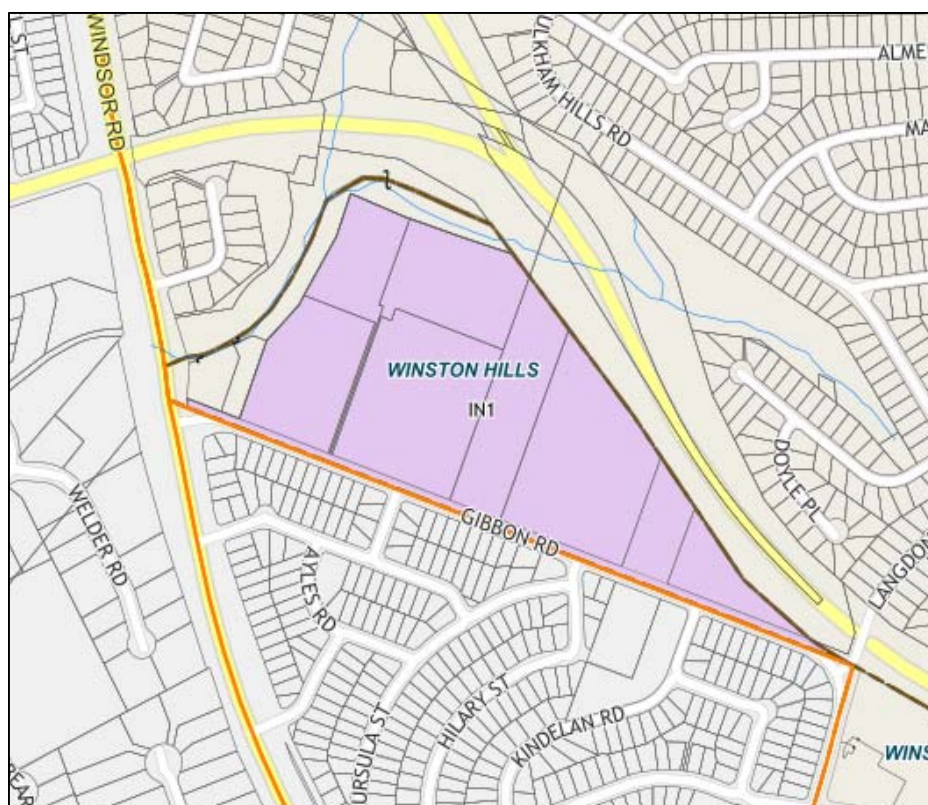 WINDSOR RD
ST
ULKHAM HILLS RD
ALME
MA
WINSTON HILLS
IN1
WELDER RD
AYLES RD
GIBBON RD
DOYLE PL
LANGDON
URSULA ST
HILARY ST
KINDELAN RD
WINS
PEAR